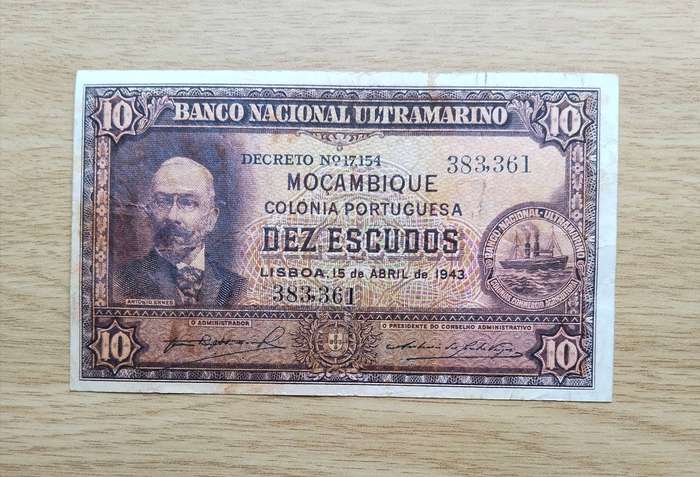 10 BANCO NACIONAL ULTRAMARINO 10
DECRETO Nº 17,154 383,361
MOÇAMBIQUE
COLONIA PORTUGUESA
DEZ ESCUDOS
LISBOA, 15 de ABRIL de 1943
383,361
BANCO·NACIONAL·ULTRAMARINO
ANTONIO ENNES
O ADMINISTRADOR
O PRESIDENTE DO CONSELHO ADMINISTRATIVO
10 10